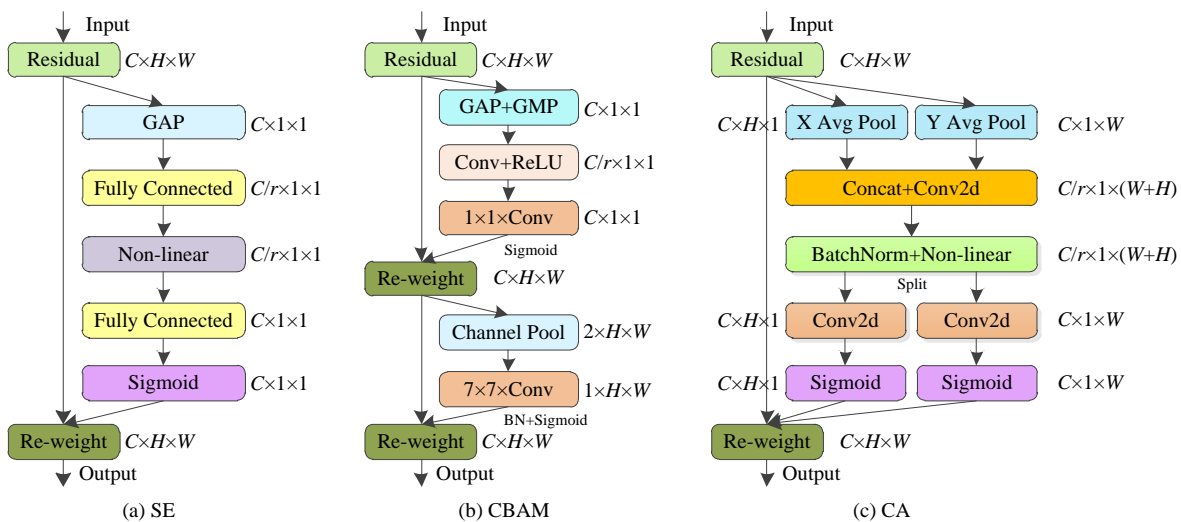 Input
Residual
C×H×W
GAP
C×1×1
Fully Connected
C/r×1×1
Non-linear
C/r×1×1
Fully Connected
C×1×1
Sigmoid
C×1×1
Re-weight
C×H×W
Output
(a) SE
Input
Residual
C×H×W
GAP+GMP
C×1×1
Conv+ReLU
C/r×1×1
1×1×Conv
C×1×1
Sigmoid
Re-weight
C×H×W
Channel Pool
2×H×W
7×7×Conv
1×H×W
BN+Sigmoid
Re-weight
C×H×W
Output
(b) CBAM
Input
Residual
C×H×W
C×H×1
X Avg Pool
Y Avg Pool
C×1×W
Concat+Conv2d
C/r×1×(W+H)
BatchNorm+Non-linear
C/r×1×(W+H)
Split
C×H×1
Conv2d
Conv2d
C×1×W
C×H×1
Sigmoid
Sigmoid
C×1×W
Re-weight
C×H×W
Output
(c) CA